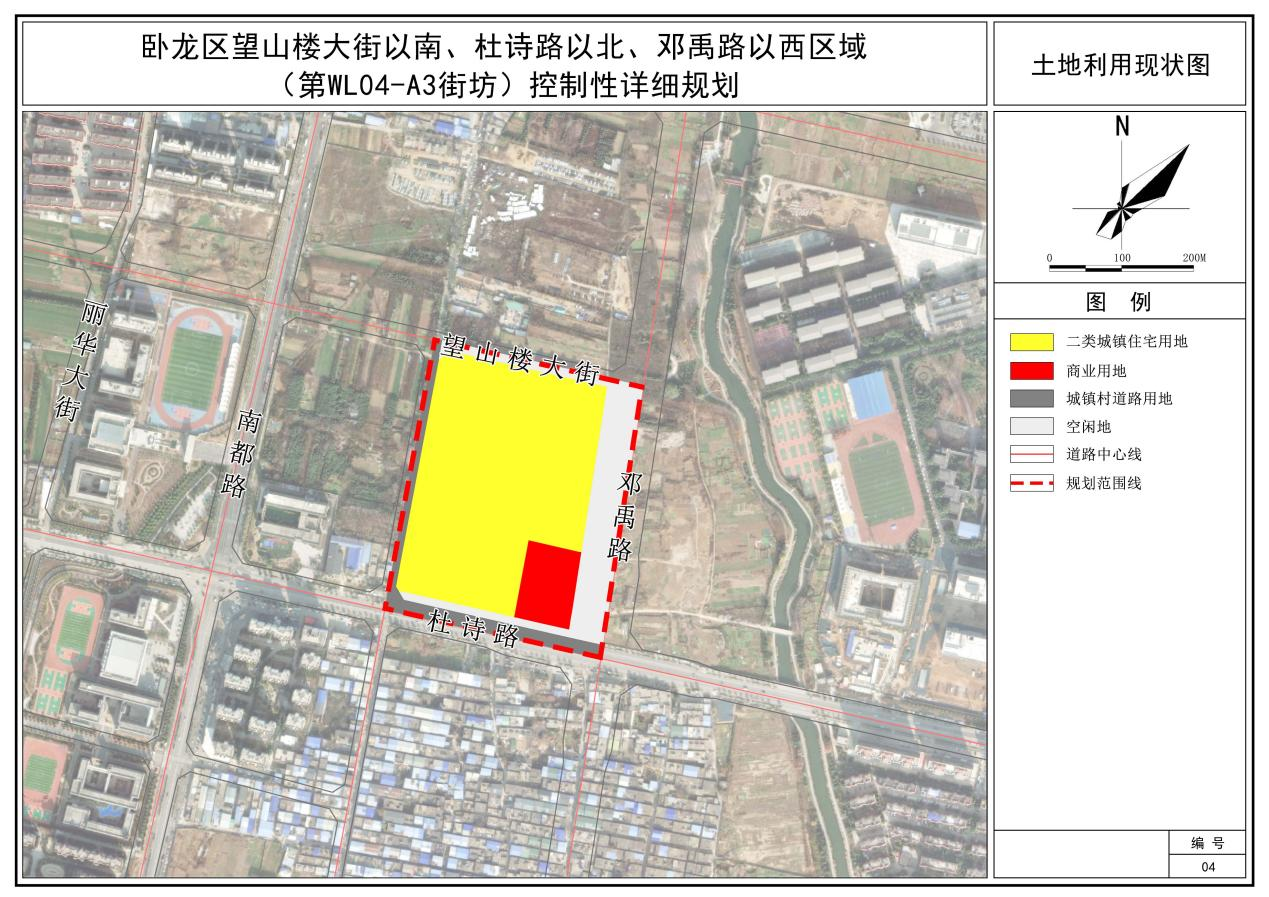 卧龙区望山楼大街以南、杜诗路以北、邓禹路以西区域
（第WL04-A3街坊）控制性详细规划
土地利用现状图
N
0 100 200M
图 例
二类城镇住宅用地
商业用地
城镇村道路用地
空闲地
道路中心线
规划范围线
丽华大街
南都路
望山楼大街
邓禹路
杜诗路
编 号
04